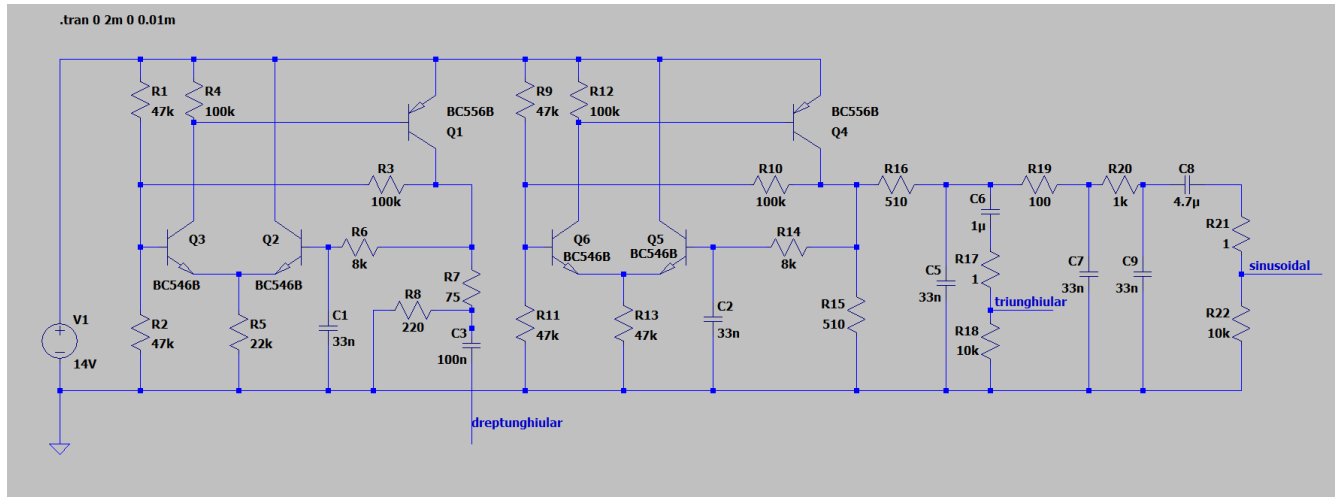 .tran 0 2m 0 0.01m
R1
47k
R4
100k
BC556B
Q1
R9
47k
R12
100k
BC556B
Q4
R3
100k
R10
100k
R16
510
R19
100
R20
1k
C8
4.7µ
C6
1µ
R21
1
Q3
Q2
R6
8k
Q6
BC546B
Q5
BC546B
R14
8k
BC546B
BC546B
R7
75
R8
220
C5
33n
R17
1
C7
33n
C9
33n
sinusoidal
triunghiular
V1
14V
R2
47k
R5
22k
C1
33n
C3
100n
R11
47k
R13
47k
C2
33n
R15
510
R18
10k
R22
10k
dreptunghiular